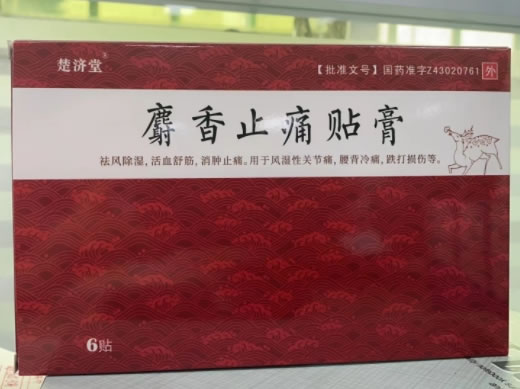 楚济堂
【批准文号】国药准字Z43020761 外
麝香止痛贴膏
祛风除湿,活血舒筋,消肿止痛。用于风湿性关节痛,腰背冷痛,跌打损伤等。
6贴